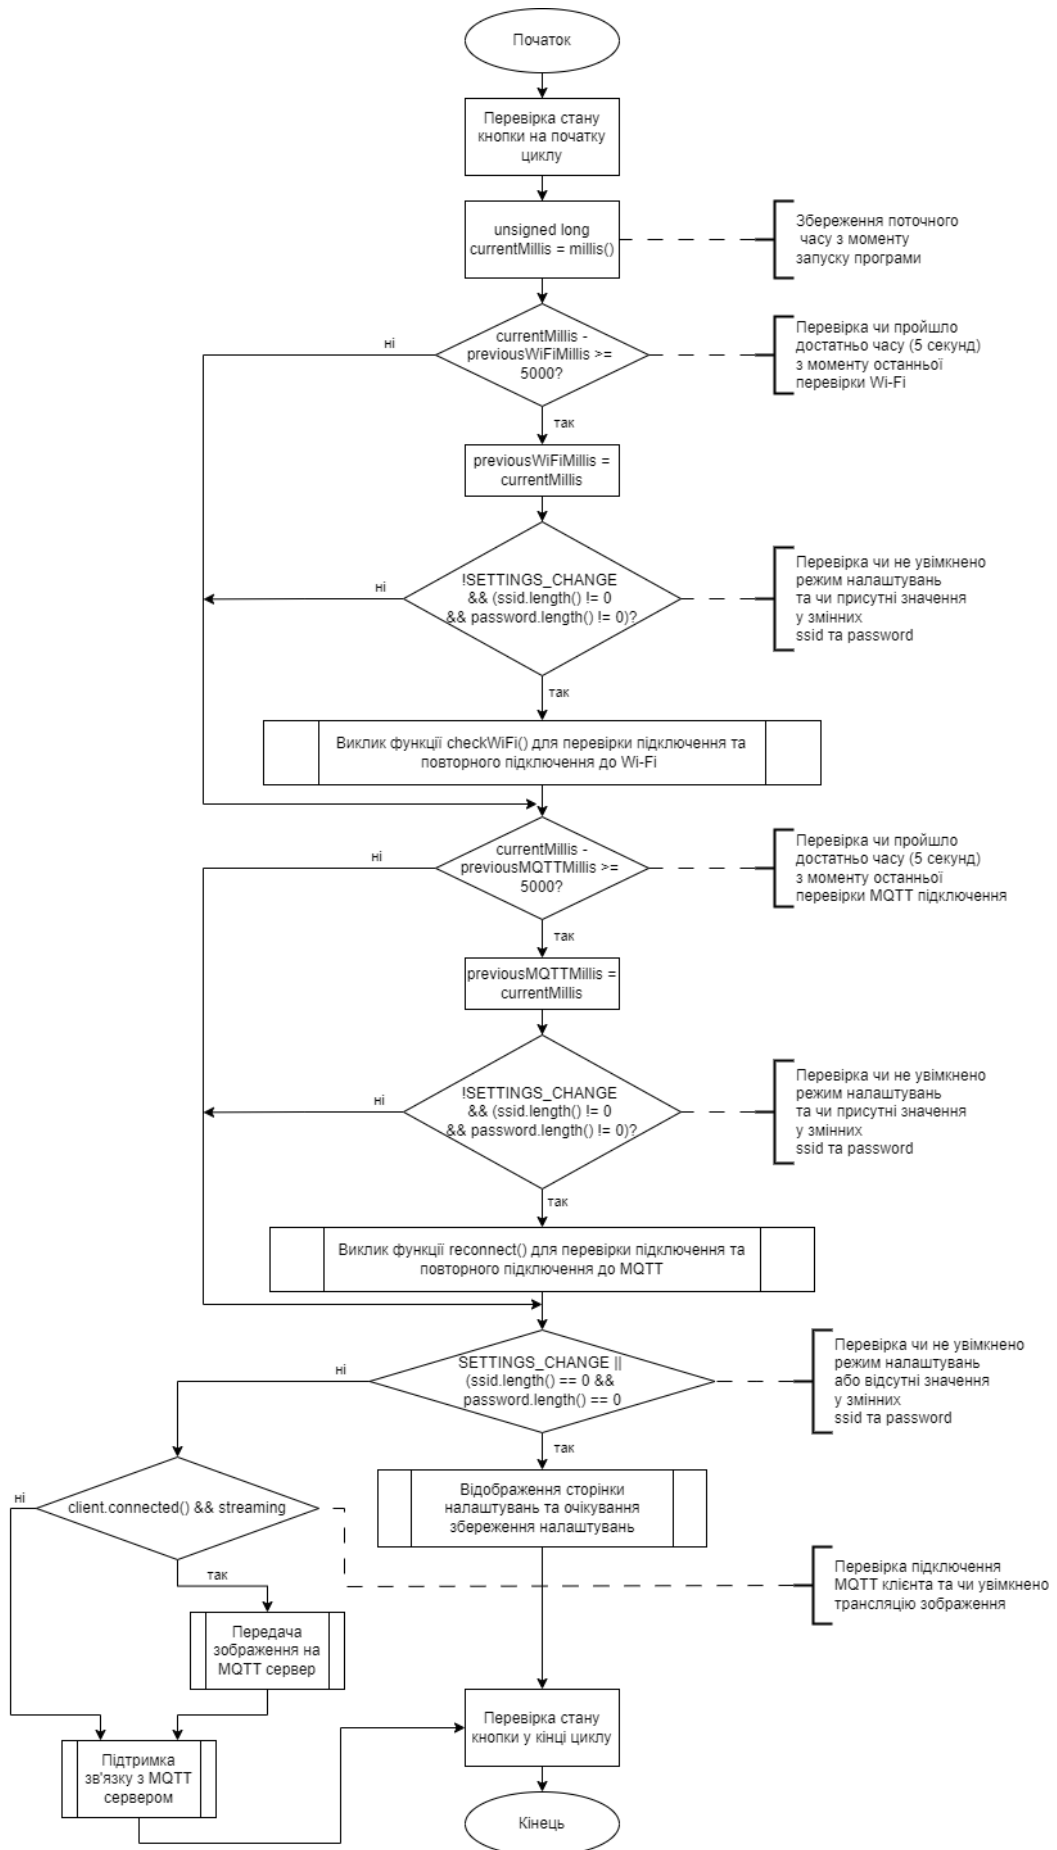 Початок
Перевірка стану
кнопки на початку
циклу
unsigned long
currentMillis = millis()
Збереження поточного
часу з моменту
запуску програми
currentMillis -
previousWiFiMillis >=
5000?
ні
Перевірка чи пройшло
достатньо часу (5 секунд)
з моменту останньої
перевірки Wi-Fi
так
previousWiFiMillis =
currentMillis
!SETTINGS_CHANGE
&& (ssid.length() != 0
&& password.length() != 0)?
ні
Перевірка чи не увімкнено
режим налаштувань
та чи присутні значення
у змінних
ssid та password
так
Виклик функції checkWiFi() для перевірки підключення та
повторного підключення до Wi-Fi
currentMillis -
previousMQTTMillis >=
5000?
ні
Перевірка чи пройшло
достатньо часу (5 секунд)
з моменту останньої
перевірки MQTT підключення
так
previousMQTTMillis =
currentMillis
!SETTINGS_CHANGE
&& (ssid.length() != 0
&& password.length() != 0)?
ні
Перевірка чи не увімкнено
режим налаштувань
та чи присутні значення
у змінних
ssid та password
так
Виклик функції reconnect() для перевірки підключення та
повторного підключення до MQTT
SETTINGS_CHANGE ||
(ssid.length() == 0 &&
password.length() == 0
ні
Перевірка чи не увімкнено
режим налаштувань
або відсутні значення
у змінних
ssid та password
так
client.connected() && streaming
ні
Відображення сторінки
налаштувань та очікування
збереження налаштувань
так
Перевірка підключення
MQTT клієнта та чи увімкнено
трансляцію зображення
Передача
зображення на
MQTT сервер
Підтримка
зв'язку з MQTT
сервером
Перевірка стану
кнопки у кінці циклу
Кінець